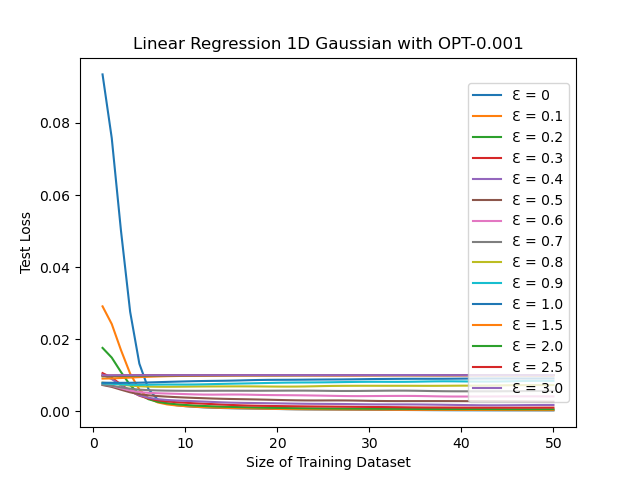 Linear Regression 1D Gaussian with OPT-0.001
Test Loss
0.08
0.06
0.04
0.02
0.00
0
10
20
30
40
50
Size of Training Dataset
Ɛ = 0
Ɛ = 0.1
Ɛ = 0.2
Ɛ = 0.3
Ɛ = 0.4
Ɛ = 0.5
Ɛ = 0.6
Ɛ = 0.7
Ɛ = 0.8
Ɛ = 0.9
Ɛ = 1.0
Ɛ = 1.5
Ɛ = 2.0
Ɛ = 2.5
Ɛ = 3.0